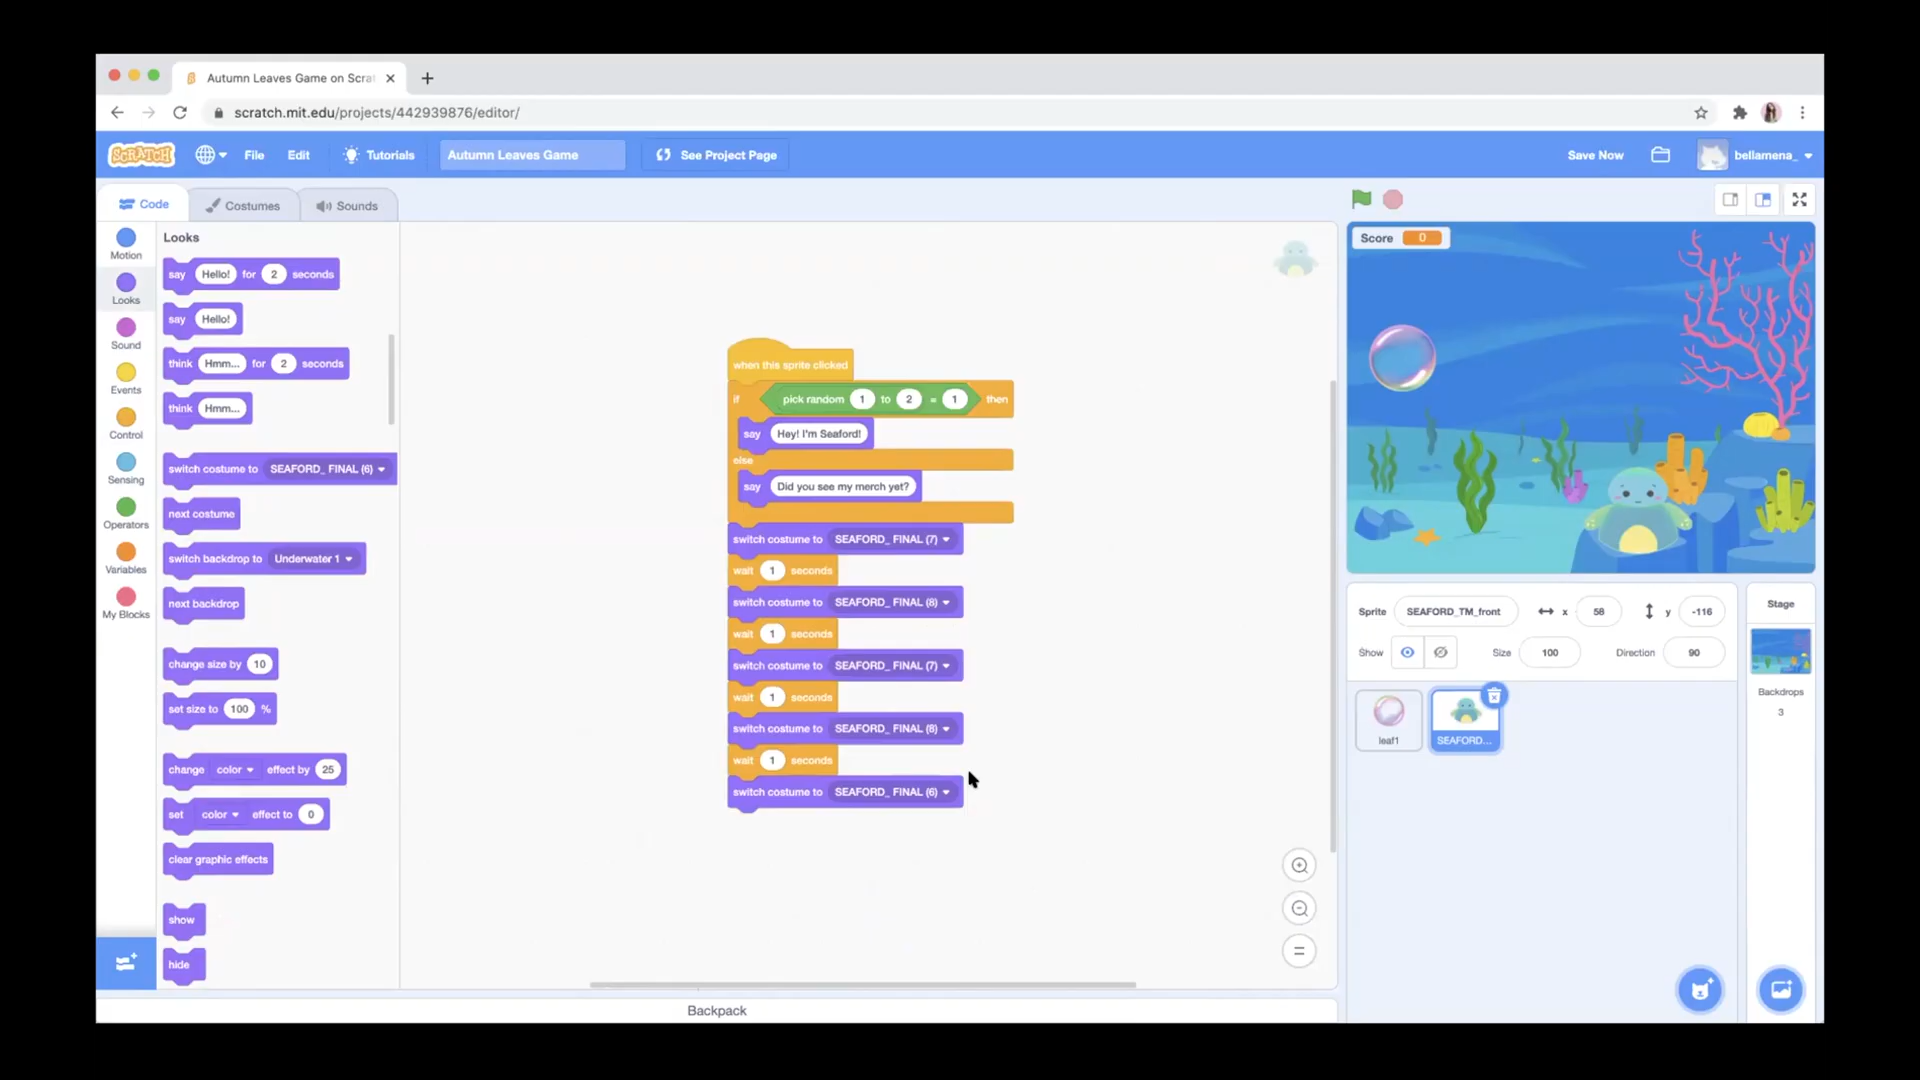 Autumn Leaves Game on Scra
scratch.mit.edu/projects/442939876/editor/
SCRATCH File Edit Tutorials Autumn Leaves Game See Project Page Save Now bellamena_
Code Costumes Sounds
Motion
Looks
Sound
Events
Control
Sensing
Operators
Variables
My Blocks
Looks
say Hello! for 2 seconds
say Hello!
think Hmm... for 2 seconds
think Hmm...
switch costume to SEAFORD_ FINAL (6)
next costume
switch backdrop to Underwater 1
next backdrop
change size by 10
set size to 100 %
change color effect by 25
set color effect to 0
clear graphic effects
show
hide
when this sprite clicked
if pick random 1 to 2 = 1 then
say Hey! I'm Seaford!
else
say Did you see my merch yet?
switch costume to SEAFORD_ FINAL (7)
wait 1 seconds
switch costume to SEAFORD_ FINAL (8)
wait 1 seconds
switch costume to SEAFORD_ FINAL (7)
wait 1 seconds
switch costume to SEAFORD_ FINAL (8)
wait 1 seconds
switch costume to SEAFORD_ FINAL (6)
Backpack
Score 0
Sprite SEAFORD_TM_front x 58 y -116
Show Size 100 Direction 90
leaf1
SEAFORD...
Stage
Backdrops
3